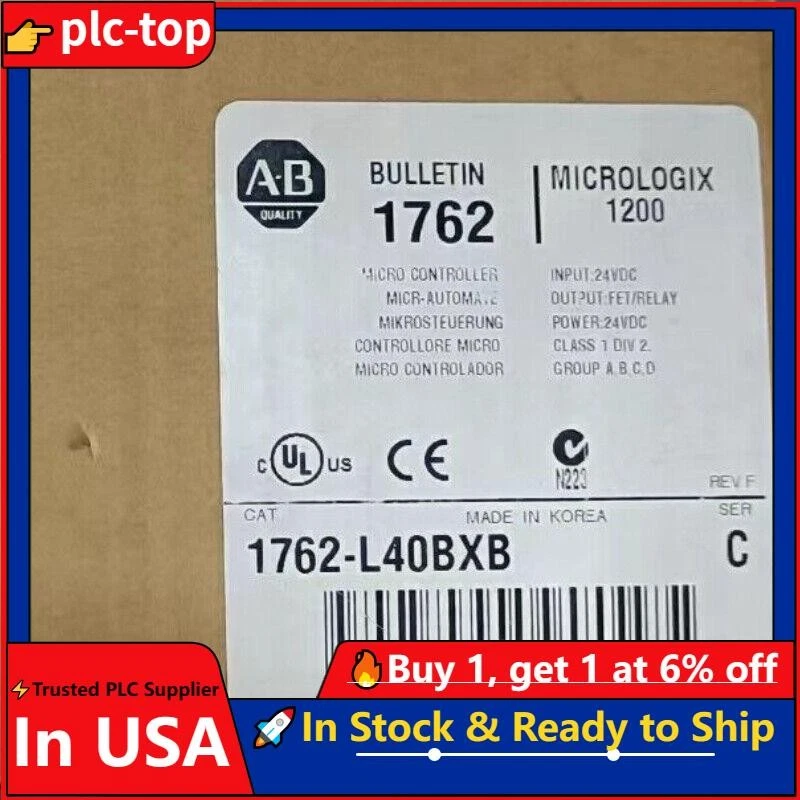 plc-top
A·B
QUALITY
BULLETIN
1762
MICROLOGIX
1200
MICRO CONTROLLER
MICR-AUTOMATE
MIKROSTEUERUNG
CONTROLLORE MICRO
MICRO CONTROLADOR
INPUT:24VDC
OUTPUT:FET/RELAY
POWER:24VDC
CLASS 1 DIV 2.
GROUP A,B,C,D
C UL US
CE
N223
REV F
CAT
MADE IN KOREA
SER
1762-L40BXB
C
Trusted PLC Supplier
In USA
Buy 1, get 1 at 6% off
In Stock & Ready to Ship